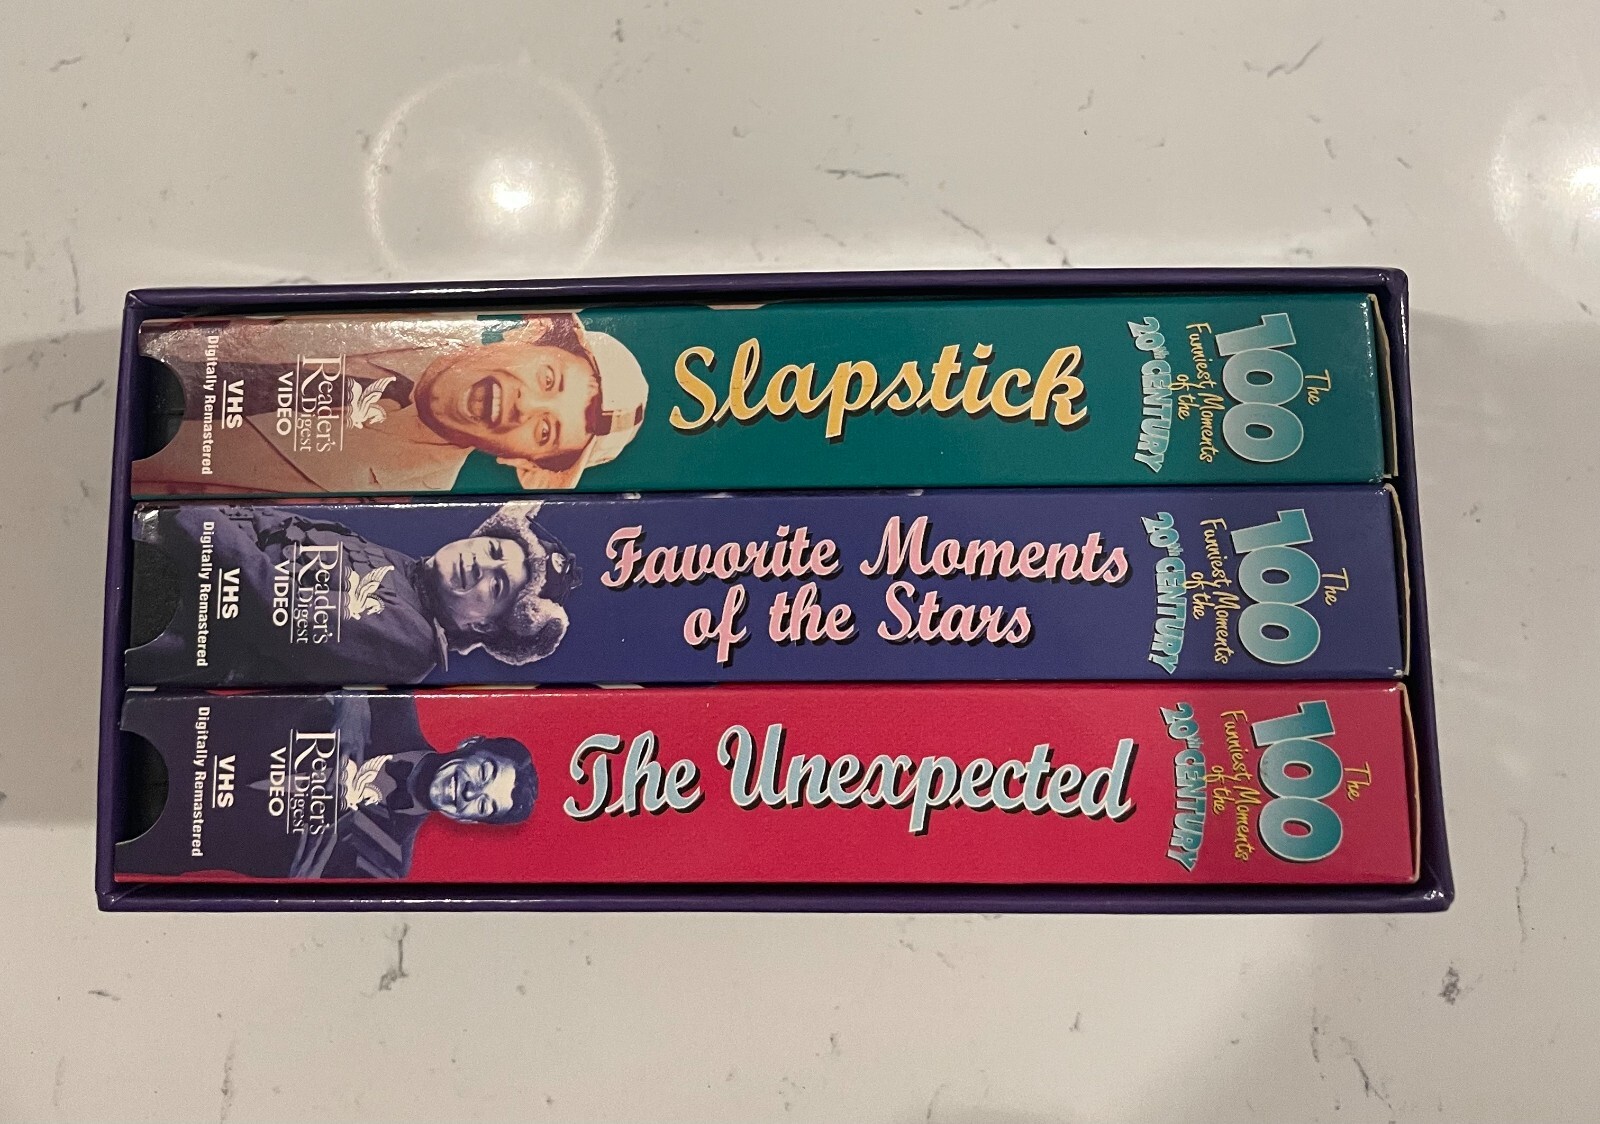 The
100
Funniest Moments
of the
20th CENTURY
Slapstick
Reader's
Digest
VIDEO
VHS
Digitally Remastered
The
100
Funniest Moments
of the
20th CENTURY
Favorite Moments
of the Stars
Reader's
Digest
VIDEO
VHS
Digitally Remastered
The
100
Funniest Moments
of the
20th CENTURY
The Unexpected
Reader's
Digest
VIDEO
VHS
Digitally Remastered